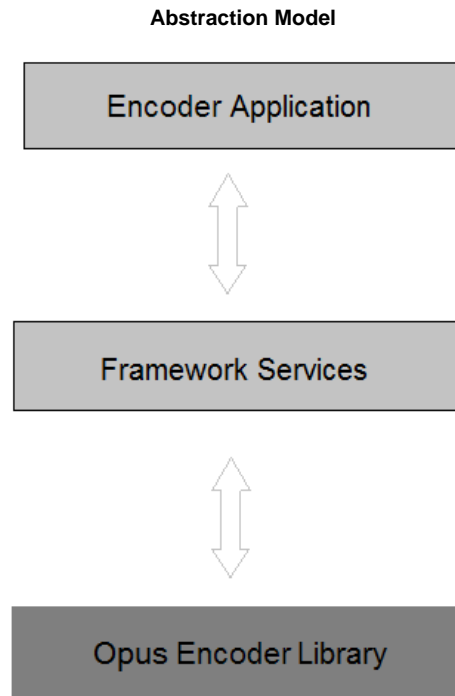 Abstraction Model
Encoder Application
Framework Services
Opus Encoder Library